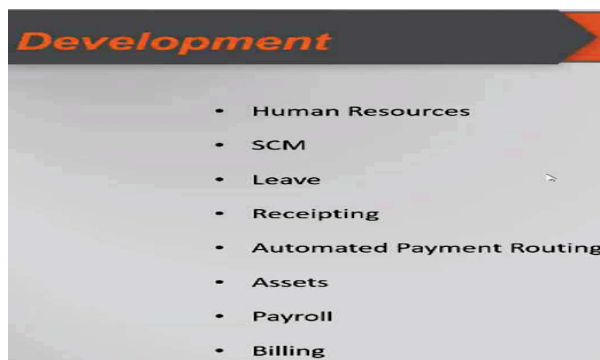 Development
• Human Resources
• SCM
• Leave
• Receipting
• Automated Payment Routing
• Assets
• Payroll
• Billing